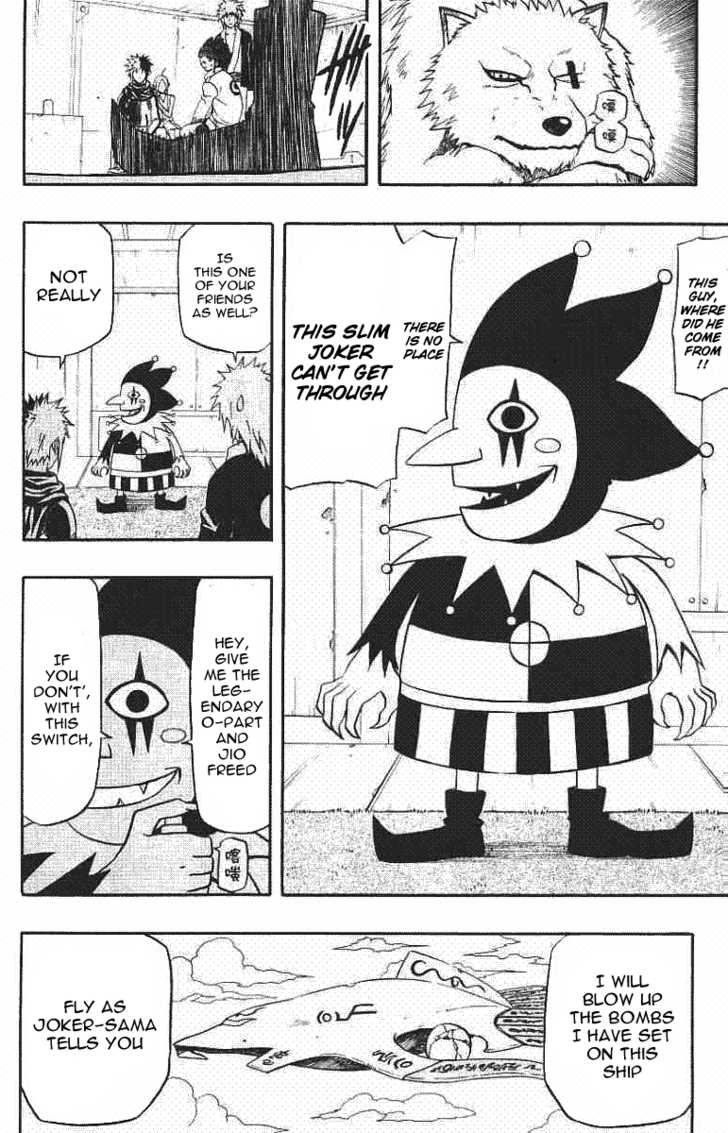 嗆
嗆
THIS
GUY,
WHERE
DID HE
COME
FROM
!!
THERE
IS NO
PLACE
THIS SLIM
JOKER
CAN'T GET
THROUGH
IS
THIS ONE
OF YOUR
FRIENDS
AS WELL?
NOT
REALLY
HEY,
GIVE
ME THE
LEG-
ENDARY
O-PART
AND
JIO
FREED
IF
YOU
DON'T',
WITH
THIS
SWITCH,
I WILL
BLOW UP
THE BOMBS
I HAVE SET
ON THIS
SHIP
FLY AS
JOKER-SAMA
TELLS YOU